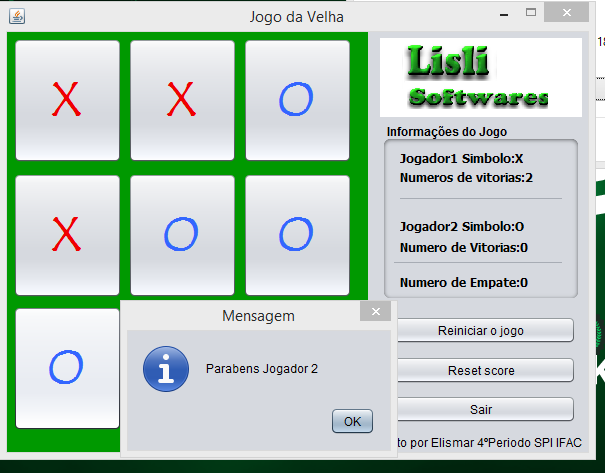 Jogo da Velha
X X O
X O O
O
Lisli
Softwares
Informações do Jogo
Jogador1 Simbolo:X
Numeros de vitorias:2
Jogador2 Simbolo:O
Numero de Vitorias:0
Numero de Empate:0
Reiniciar o jogo
Reset score
Sair
to por Elismar 4ºPeriodo SPI IFAC
Mensagem
Parabens Jogador 2
OK